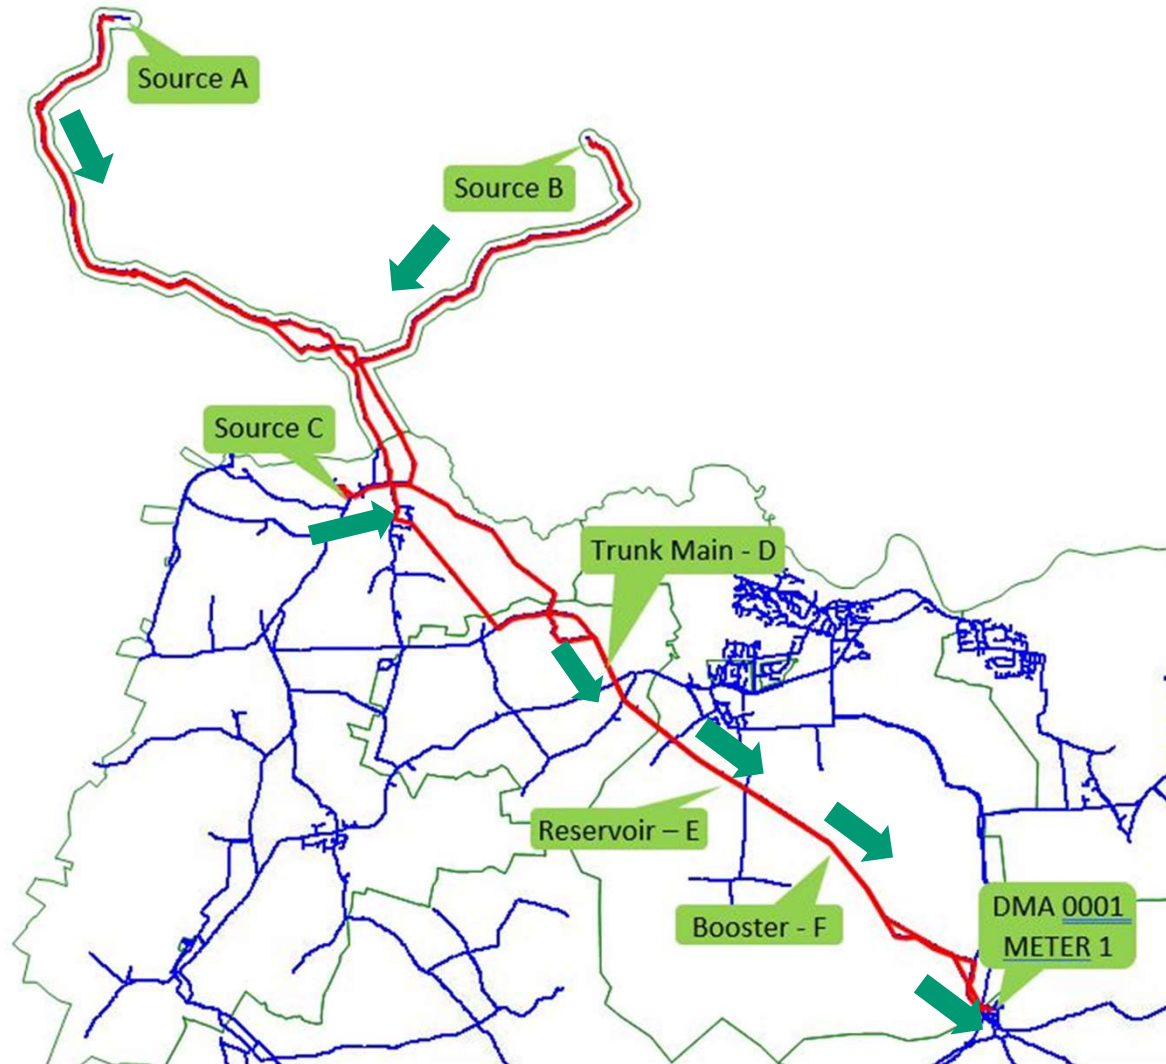 Source A
Source B
Source C
Trunk Main - D
Reservoir – E
Booster - F
DMA 0001
METER 1